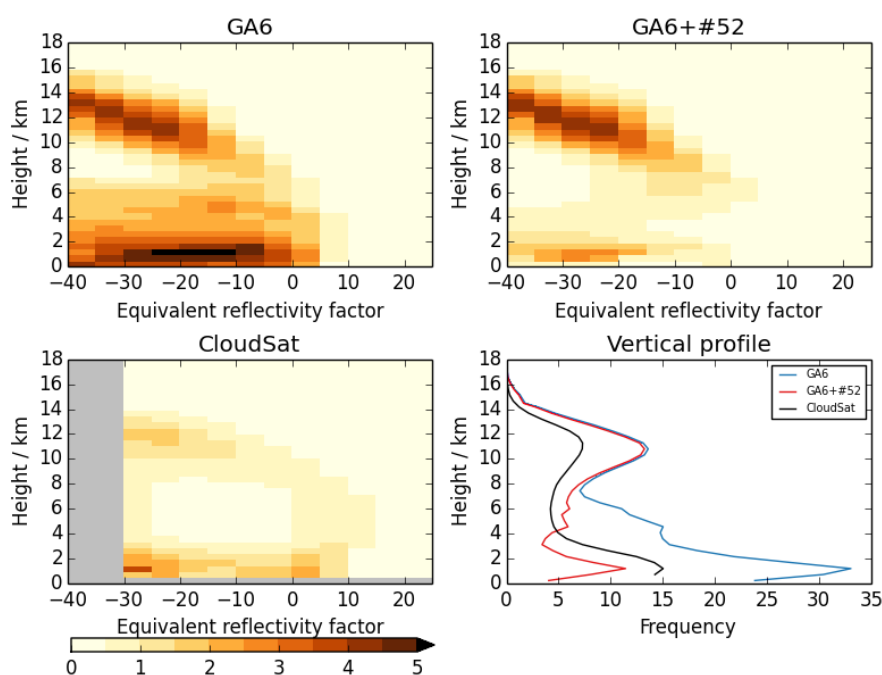 GA6
GA6+#52
18
16
14
12
10
8
6
4
2
0
Height / km
−40 −30 −20 −10 0 10 20
Equivalent reflectivity factor
18
16
14
12
10
8
6
4
2
0
Height / km
−40 −30 −20 −10 0 10 20
Equivalent reflectivity factor
CloudSat
Vertical profile
18
16
14
12
10
8
6
4
2
0
Height / km
−40 −30 −20 −10 0 10 20
Equivalent reflectivity factor
18
16
14
12
10
8
6
4
2
0
Height / km
GA6
GA6+#52
CloudSat
0 5 10 15 20 25 30 35
Frequency
0 1 2 3 4 5